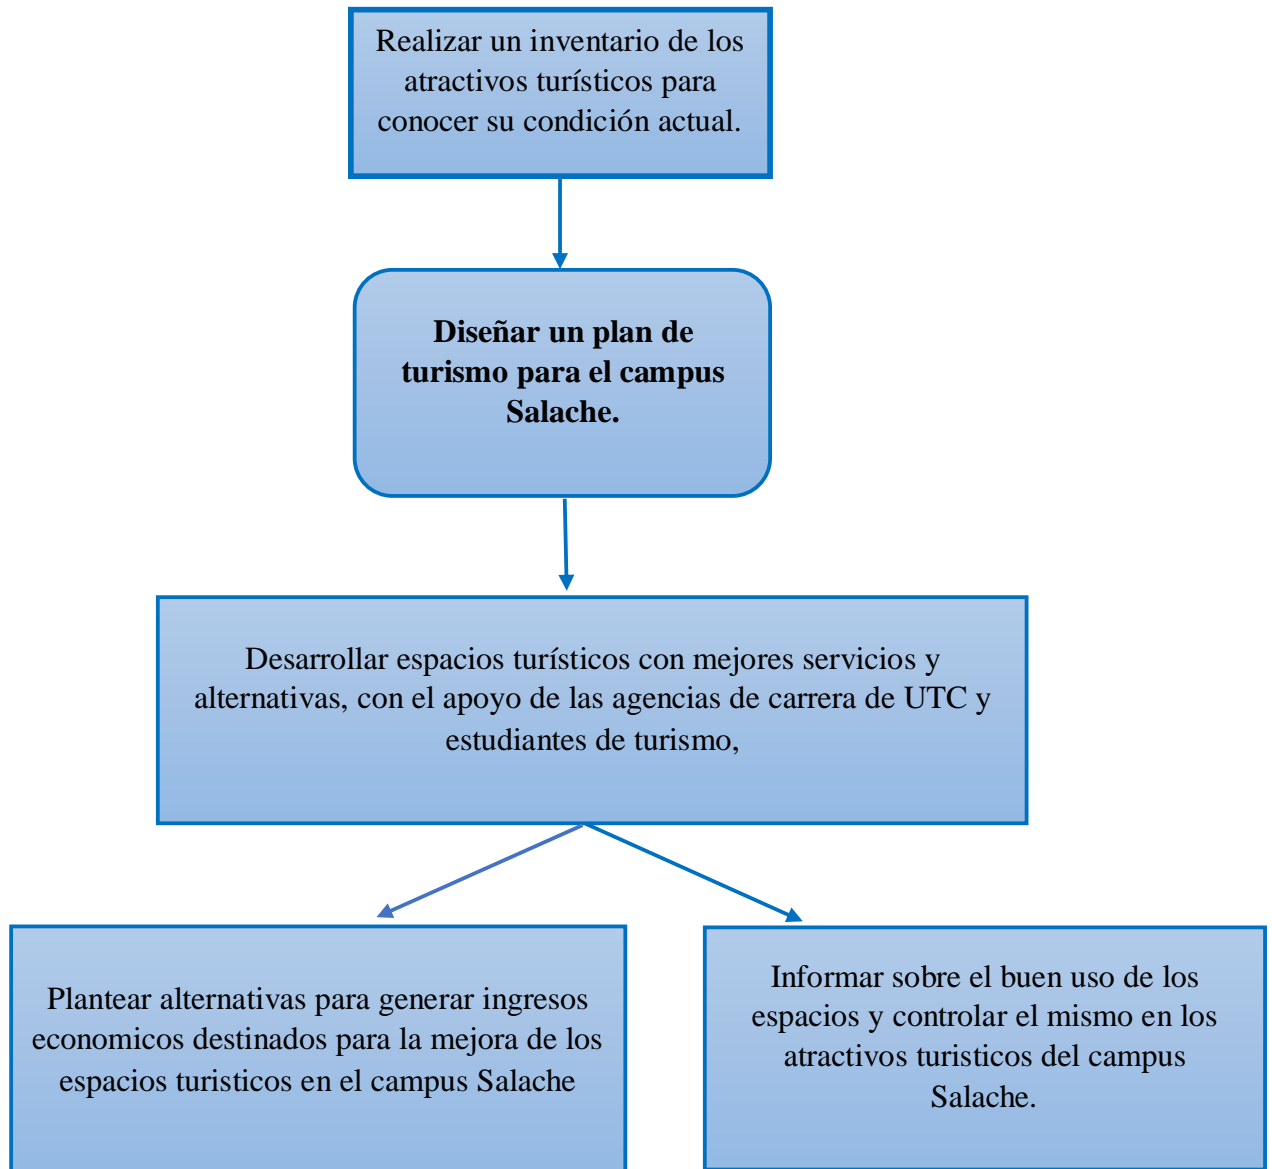 Realizar un inventario de los
atractivos turísticos para
conocer su condición actual.
Diseñar un plan de
turismo para el campus
Salache.
Desarrollar espacios turísticos con mejores servicios y
alternativas, con el apoyo de las agencias de carrera de UTC y
estudiantes de turismo,
Plantear alternativas para generar ingresos
economicos destinados para la mejora de los
espacios turisticos en el campus Salache
Informar sobre el buen uso de los
espacios y controlar el mismo en los
atractivos turisticos del campus
Salache.